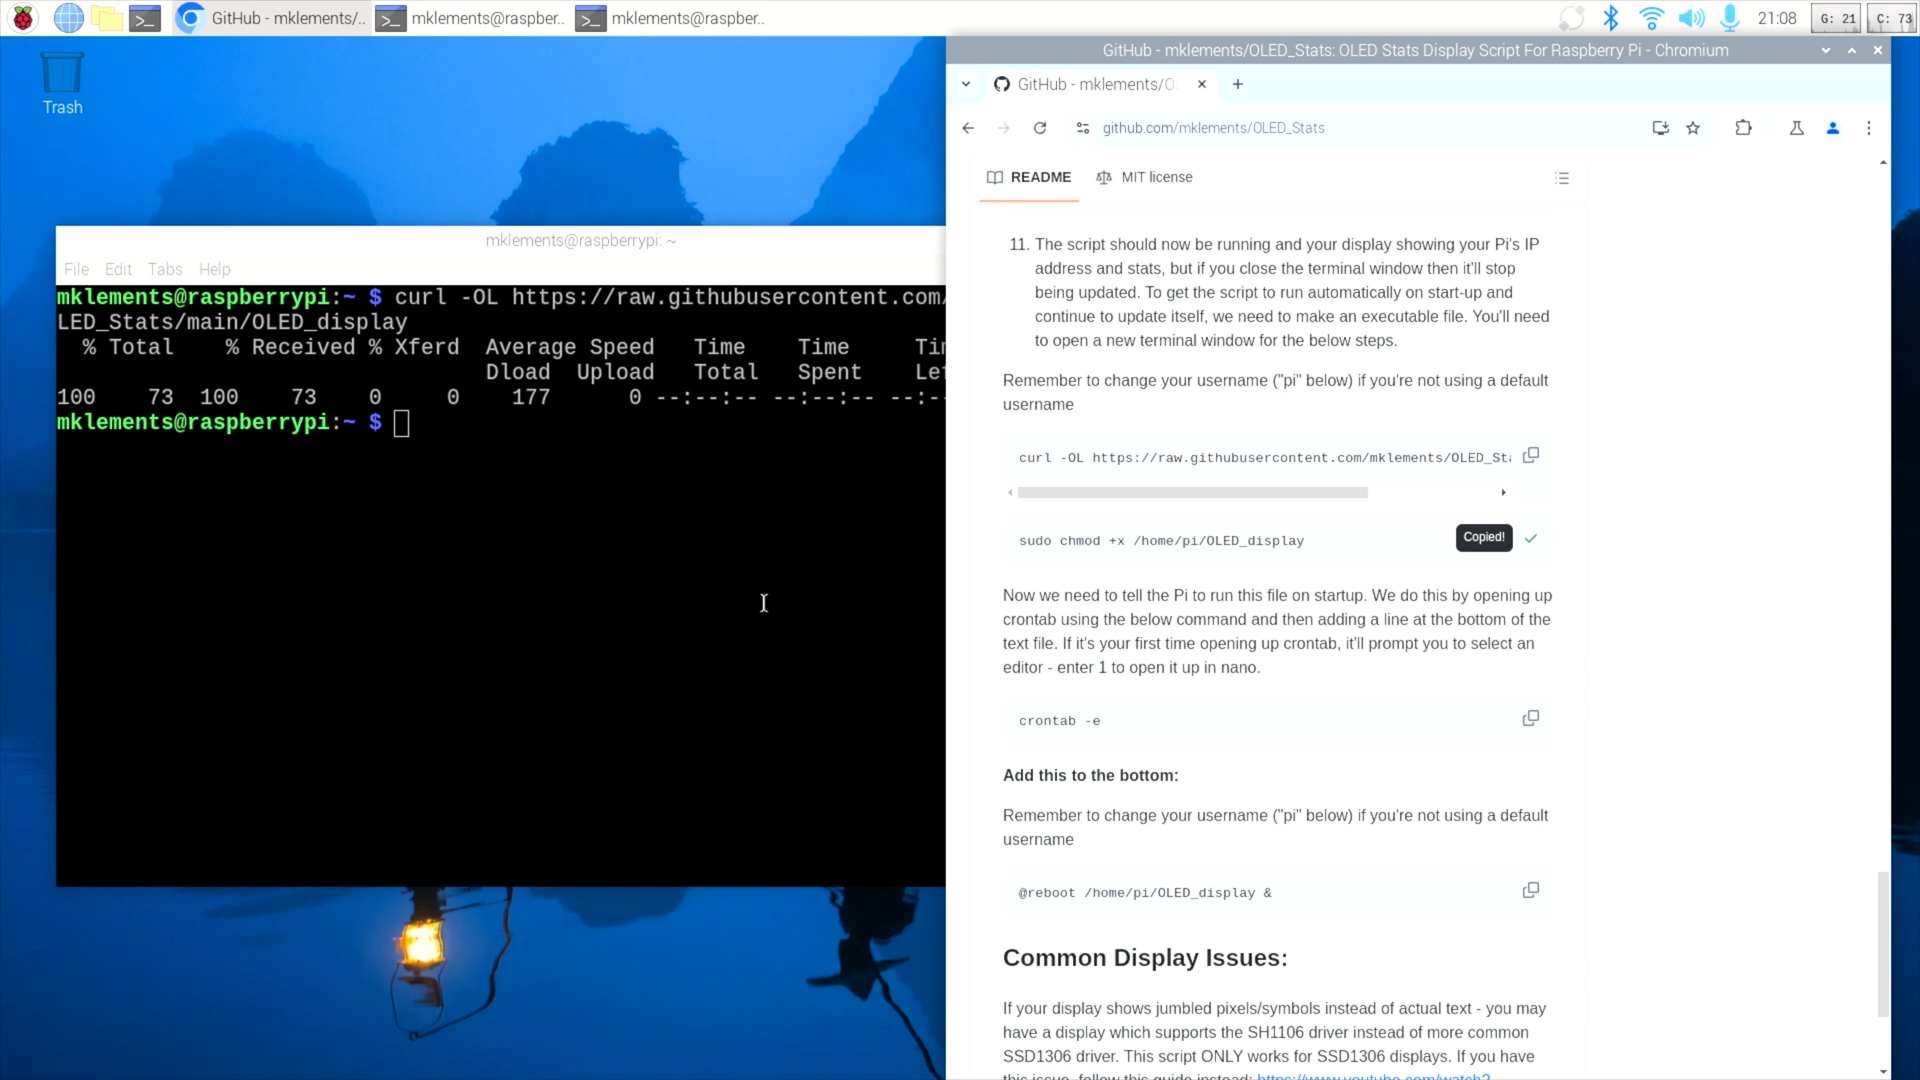 GitHub - mklements/..
mklements@raspber..
mklements@raspber..
21:08
G: 21
C: 73
Trash
mklements@raspberrypi: ~
File Edit Tabs Help
mklements@raspberrypi:~ $ curl -OL https://raw.githubusercontent.com/
LED_Stats/main/OLED_display
% Total % Received % Xferd Average Speed Time Time
Dload Upload Total Spent
100 73 100 73 0 0 177 0 --:--:-- --:--:-- --:--
mklements@raspberrypi:~ $
GitHub - mklements/OLED_Stats: OLED Stats Display Script For Raspberry Pi - Chromium
GitHub - mklements/O
github.com/mklements/OLED_Stats
README
MIT license
11. The script should now be running and your display showing your Pi's IP
address and stats, but if you close the terminal window then it'll stop
being updated. To get the script to run automatically on start-up and
continue to update itself, we need to make an executable file. You'll need
to open a new terminal window for the below steps.
Remember to change your username ("pi" below) if you're not using a default
username
curl -OL https://raw.githubusercontent.com/mklements/OLED_Sta
sudo chmod +x /home/pi/OLED_display
Copied!
Now we need to tell the Pi to run this file on startup. We do this by opening up
crontab using the below command and then adding a line at the bottom of the
text file. If it's your first time opening up crontab, it'll prompt you to select an
editor - enter 1 to open it up in nano.
crontab -e
Add this to the bottom:
Remember to change your username ("pi" below) if you're not using a default
username
@reboot /home/pi/OLED_display &
Common Display Issues:
If your display shows jumbled pixels/symbols instead of actual text - you may
have a display which supports the SH1106 driver instead of more common
SSD1306 driver. This script ONLY works for SSD1306 displays. If you have
this issue, follow this guide instead: https://www.youtube.com/watch?